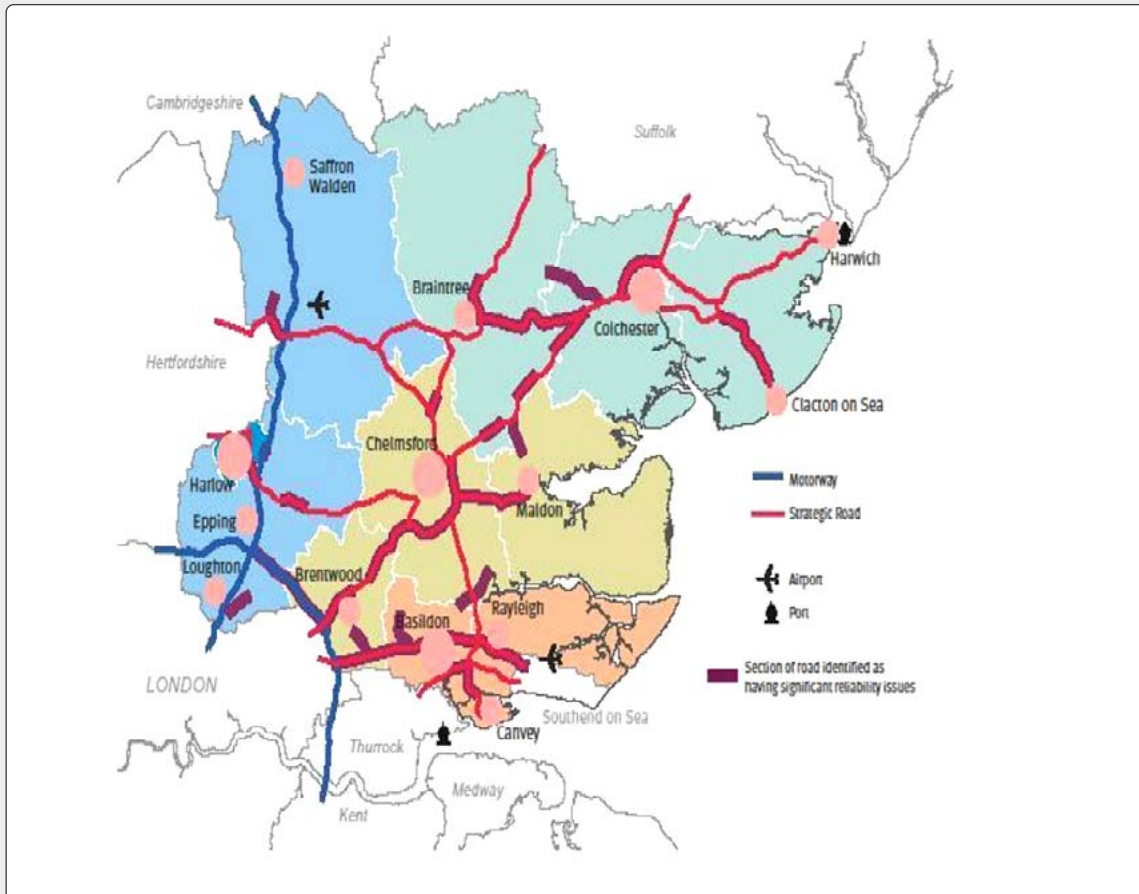 Cambridgeshire
Suffolk
Saffron
Walden
Harwich
Braintree
Colchester
Hertfordshire
Clacton on Sea
Chelmsford
Harlow
Maldon
Motorway
Epping
Strategic Road
Loughton
Brentwood
Airport
Rayleigh
Port
Basildon
Section of road identified as
having significant reliability issues
LONDON
Southend on Sea
Canvey
Thurrock
Medway
Kent